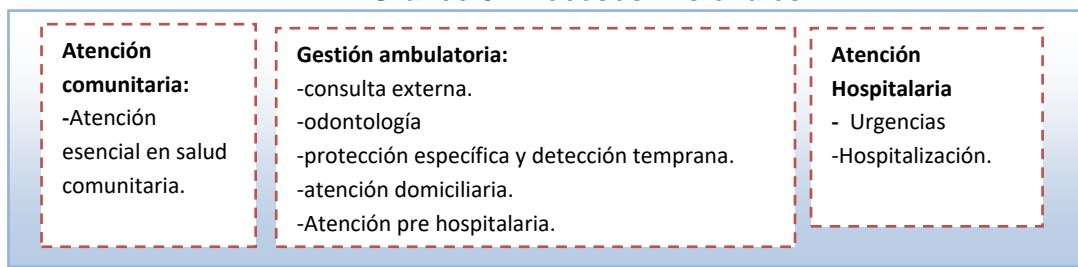 Atención
comunitaria:
-Atención
esencial en salud
comunitaria.
Gestión ambulatoria:
-consulta externa.
-odontología
-protección específica y detección temprana.
-atención domiciliaria.
-Atención pre hospitalaria.
Atención
Hospitalaria
- Urgencias
-Hospitalización.